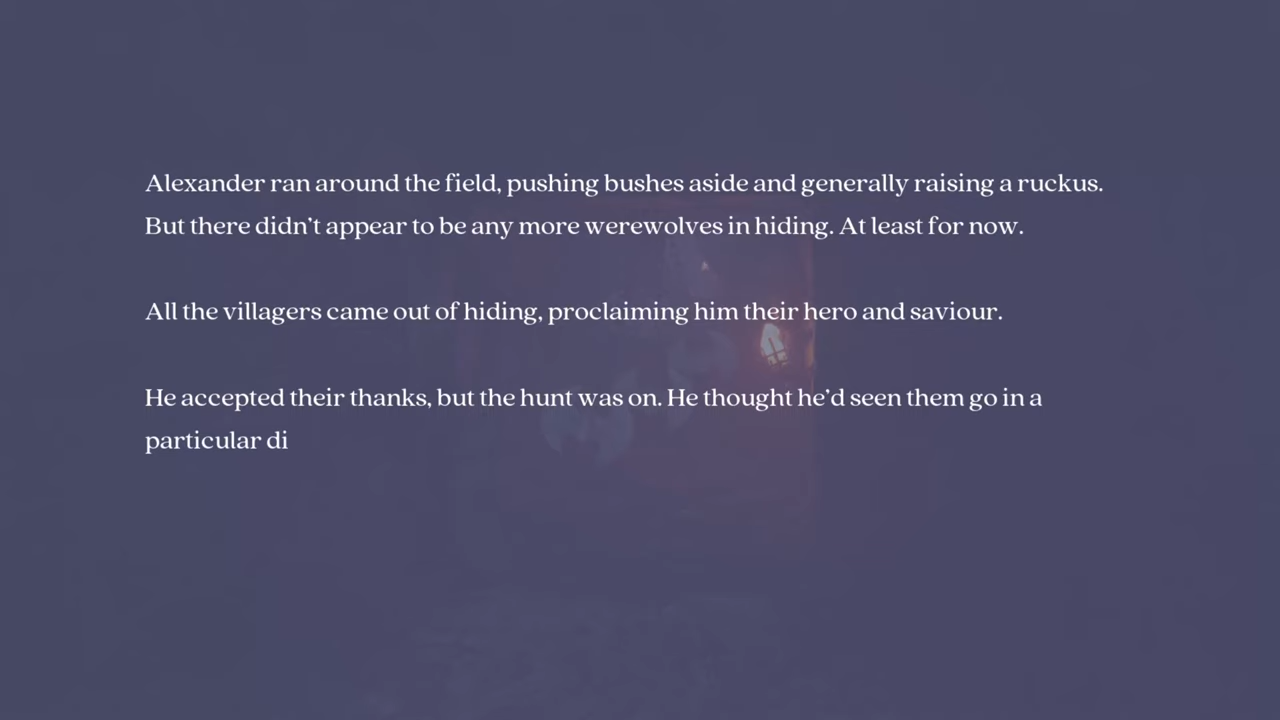 Alexander ran around the field, pushing bushes aside and generally raising a ruckus.
But there didn’t appear to be any more werewolves in hiding. At least for now.
All the villagers came out of hiding, proclaiming him their hero and saviour.
He accepted their thanks, but the hunt was on. He thought he’d seen them go in a
particular di